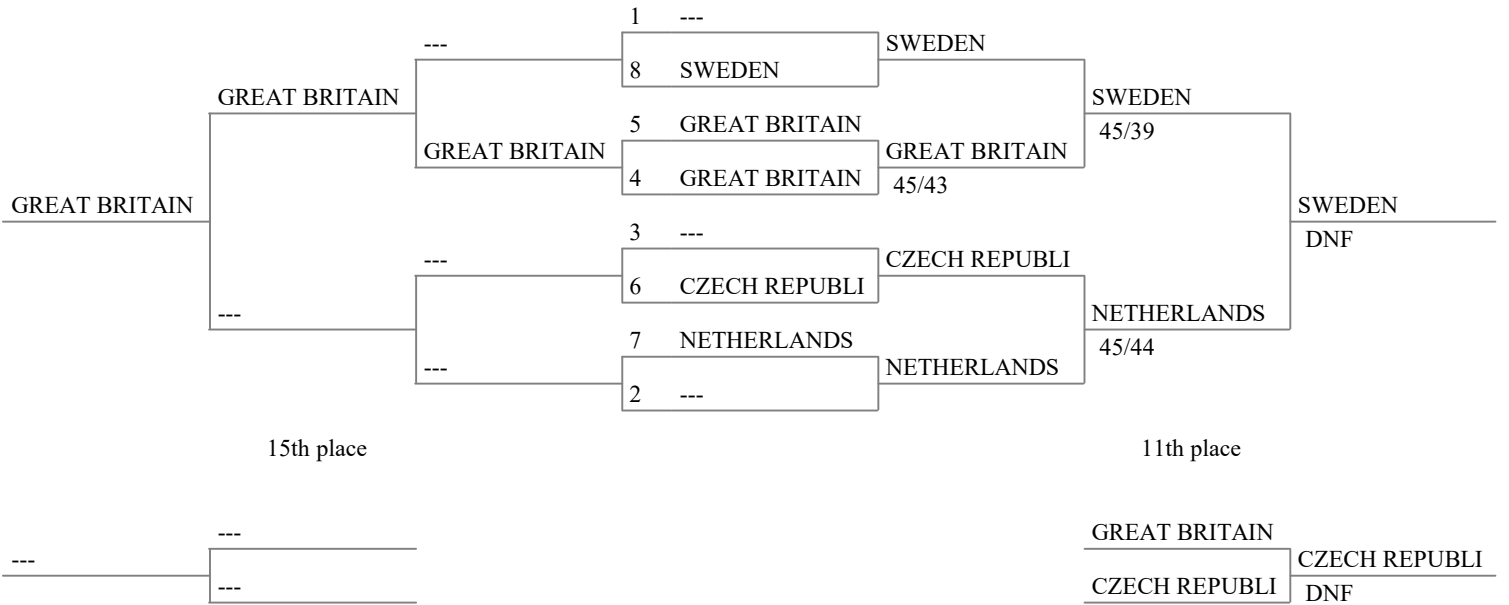 1 ---
--- SWEDEN
8 SWEDEN
GREAT BRITAIN SWEDEN
5 GREAT BRITAIN 45/39
GREAT BRITAIN GREAT BRITAIN
4 GREAT BRITAIN 45/43
GREAT BRITAIN SWEDEN
3 --- DNF
--- CZECH REPUBLI
6 CZECH REPUBLI
--- NETHERLANDS
7 NETHERLANDS 45/44
--- NETHERLANDS
2 ---
15th place 11th place
--- GREAT BRITAIN
--- CZECH REPUBLI
--- CZECH REPUBLI DNF